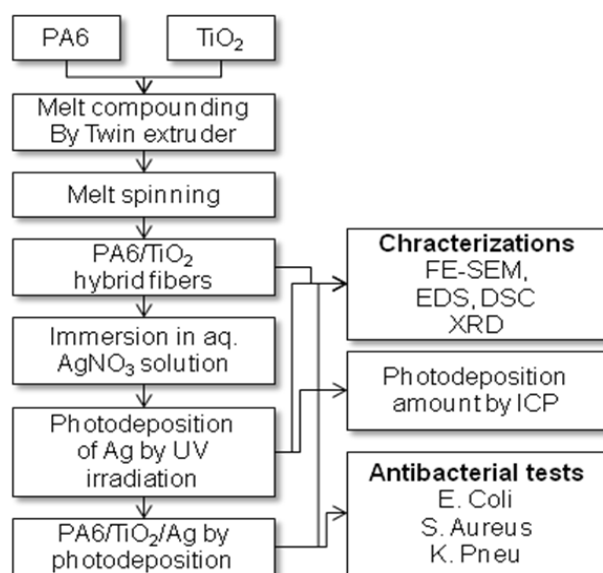 PA6
TiO₂
Melt compounding
By Twin extruder
Melt spinning
PA6/TiO₂
hybrid fibers
Immersion in aq.
AgNO₃ solution
Photodeposition
of Ag by UV
irradiation
PA6/TiO₂/Ag by
photodeposition
Chracterizations
FE-SEM,
EDS, DSC
XRD
Photodeposition
amount by ICP
Antibacterial tests
E. Coli
S. Aureus
K. Pneu